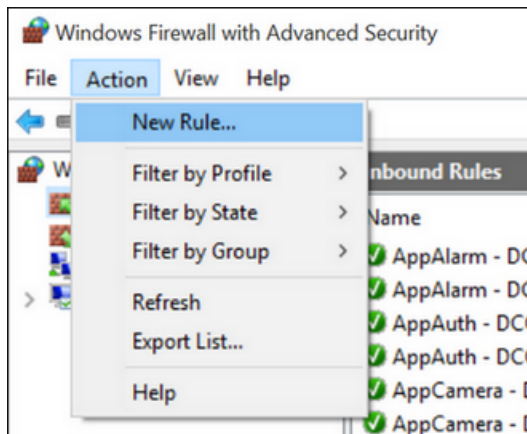 Windows Firewall with Advanced Security
File Action View Help
New Rule...
Filter by Profile
Filter by State
Filter by Group
Refresh
Export List...
Help
Inbound Rules
Name
AppAlarm - DC
AppAlarm - DC
AppAuth - DC
AppAuth - DC
AppCamera -
AppCamera -